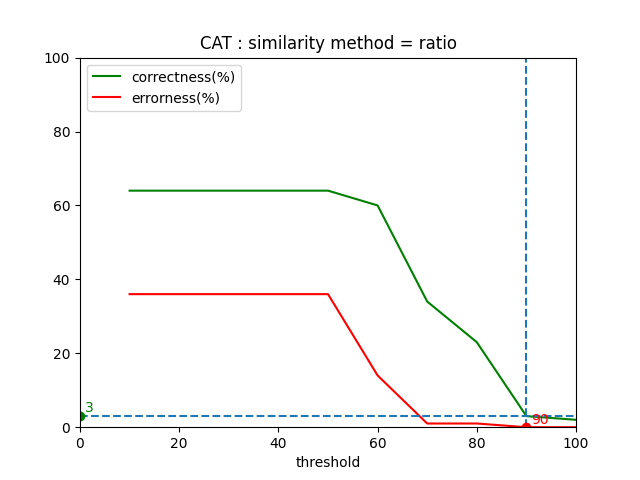 CAT : similarity method = ratio
correctness(%)
errorness(%)
100
80
60
40
20
0
3
90
0 20 40 60 80 100
threshold